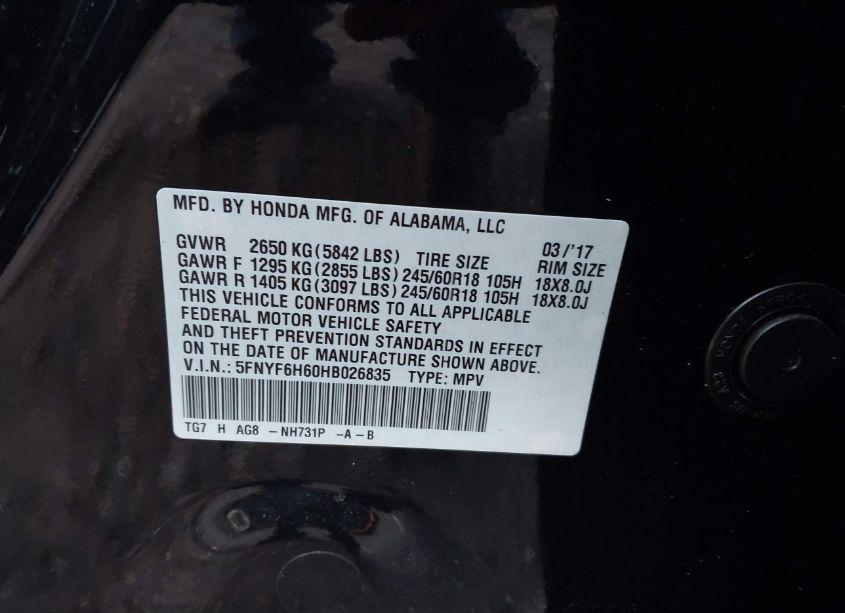 MFD. BY HONDA MFG. OF ALABAMA, LLC
03/'17
GVWR 2650 KG (5842 LBS) TIRE SIZE RIM SIZE
GAWR F 1295 KG (2855 LBS) 245/60R18 105H 18X8.0J
GAWR R 1405 KG (3097 LBS) 245/60R18 105H 18X8.0J
THIS VEHICLE CONFORMS TO ALL APPLICABLE
FEDERAL MOTOR VEHICLE SAFETY
AND THEFT PREVENTION STANDARDS IN EFFECT
ON THE DATE OF MANUFACTURE SHOWN ABOVE.
V.I.N.: 5FNYF6H60HB026835 TYPE: MPV
TG7 H AG8 - NH731P - A - B
HONDA